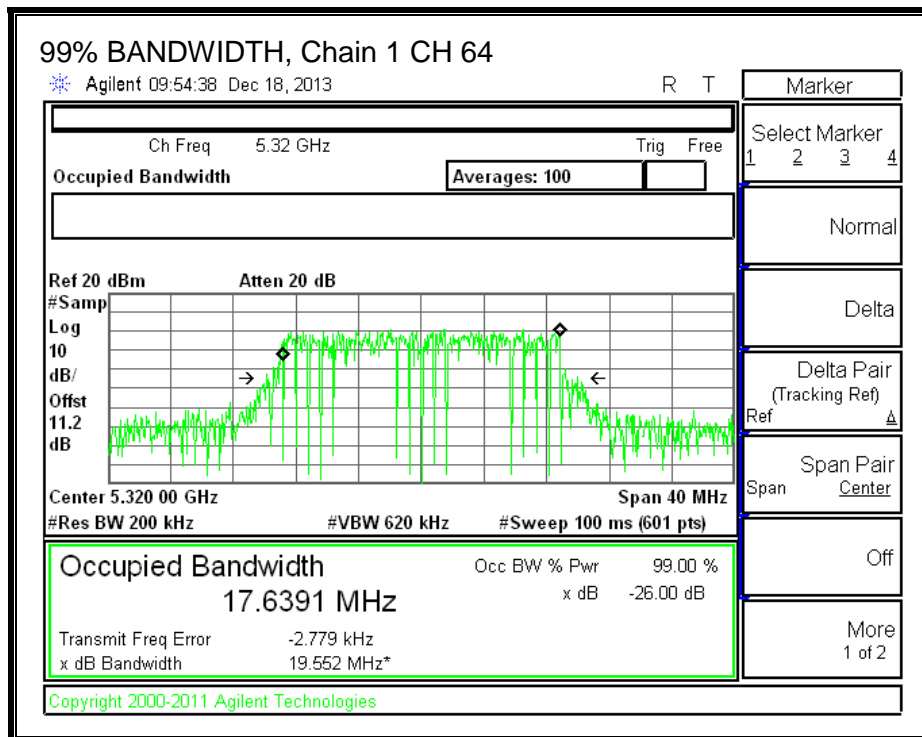 99% BANDWIDTH, Chain 1 CH 64
Agilent 09:54:38 Dec 18, 2013 R T
Ch Freq 5.32 GHz Trig Free
Occupied Bandwidth Averages: 100
Ref 20 dBm Atten 20 dB
#Samp
Log
10
dB/
Offst
11.2
dB
Center 5.320 00 GHz Span 40 MHz
#Res BW 200 kHz #VBW 620 kHz #Sweep 100 ms (601 pts)
Occupied Bandwidth Occ BW % Pwr 99.00 %
17.6391 MHz x dB -26.00 dB
Transmit Freq Error -2.779 kHz
x dB Bandwidth 19.552 MHz*
Copyright 2000-2011 Agilent Technologies
Marker
Select Marker
1 2 3 4
Normal
Delta
Delta Pair
(Tracking Ref)
Ref Δ
Span Pair
Span Center
Off
More
1 of 2